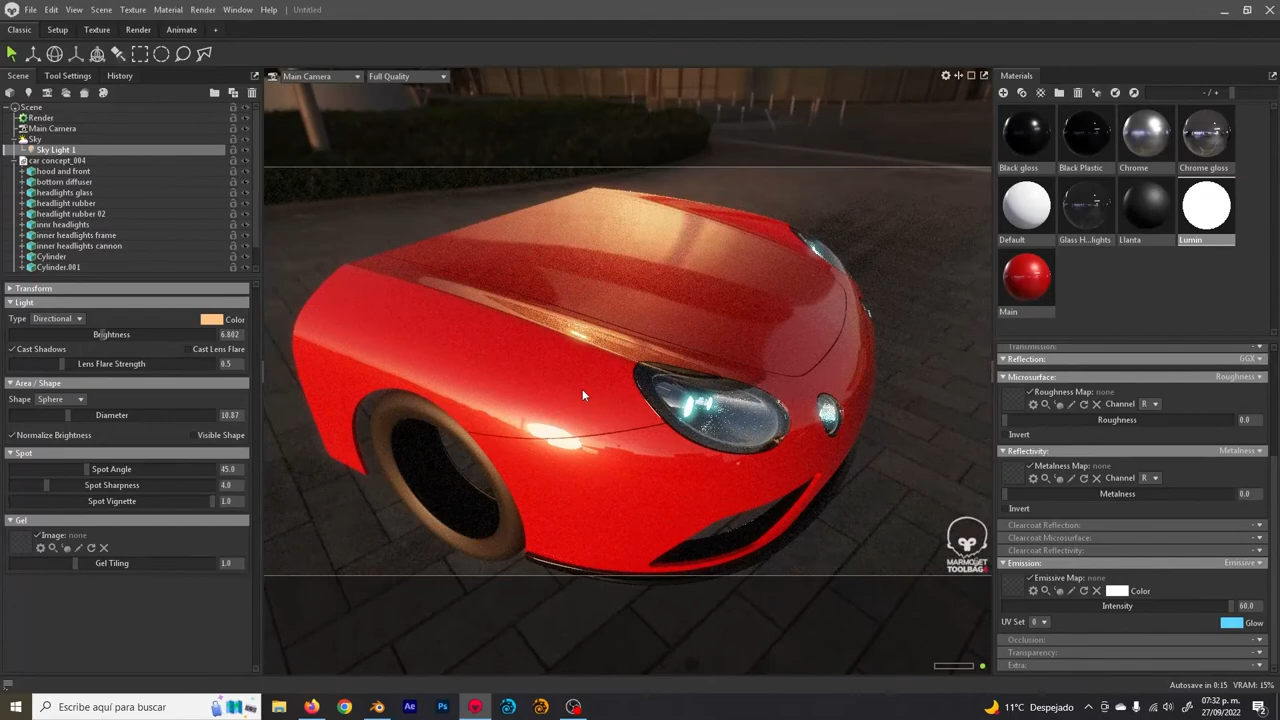 File Edit View Scene Texture Material Render Window Help Untitled
Classic Setup Texture Render Animate +
Scene Tool Settings History
Main Camera Full Quality
Materials
- / +
Scene
Render
Main Camera
Sky
Sky Light 1
car concept_004
hood and front
bottom diffuser
headlights glass
headlight rubber
headlight rubber 02
innr headlights
inner headlights frame
inner headlights cannon
Cylinder
Cylinder.001
Transform
Light
Type Directional Color
Brightness 6.802
Cast Shadows Cast Lens Flare
Lens Flare Strength 0.5
Area / Shape
Shape Sphere
Diameter 10.87
Normalize Brightness Visible Shape
Spot
Spot Angle 45.0
Spot Sharpness 4.0
Spot Vignette 1.0
Gel
Image: none
Gel Tiling 1.0
MARMOSET
TOOLBAG
Black gloss Black Plastic Chrome Chrome gloss
Default Glass H...lights Llanta Lumin
Main
Transmission:
Reflection: GGX
Microsurface: Roughness
Roughness Map: none
Channel R
Roughness 0.0
Invert
Reflectivity: Metalness
Metalness Map: none
Channel R
Metalness 0.0
Invert
Clearcoat Reflection:
Clearcoat Microsurface:
Clearcoat Reflectivity:
Emission: Emissive
Emissive Map: none
Color
Intensity 60.0
UV Set 0 Glow
Occlusion:
Transparency:
Extra:
Autosave in 0:15 VRAM: 15%
Escribe aquí para buscar
Ae Ps
11°C Despejado
07:32 p. m.
27/09/2022